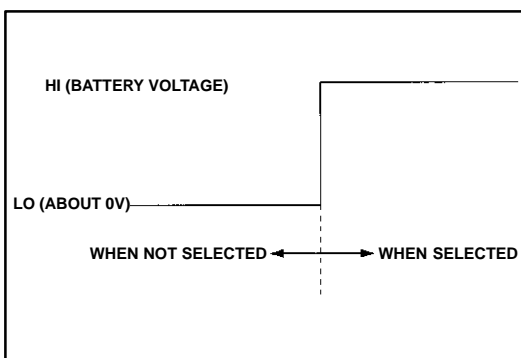 HI (BATTERY VOLTAGE)
LO (ABOUT 0V)
WHEN NOT SELECTED
WHEN SELECTED